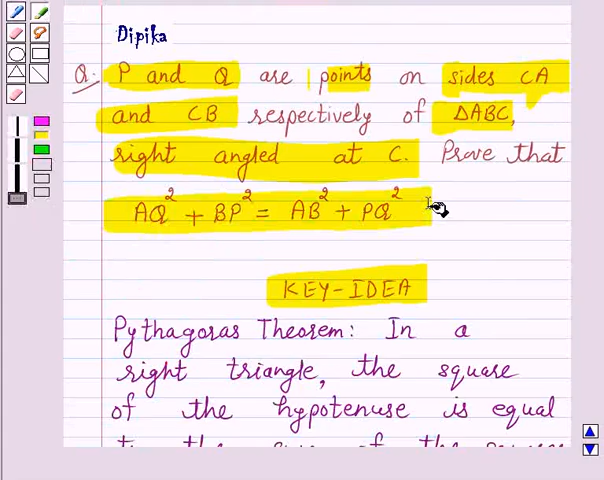 Dipika
Q. P and Q are points on sides CA
and CB respectively of ΔABC,
right angled at C. Prove that
AQ² + BP² = AB² + PQ²
KEY-IDEA
Pythagoras Theorem: In a
right triangle, the square
of the hypotenuse is equal